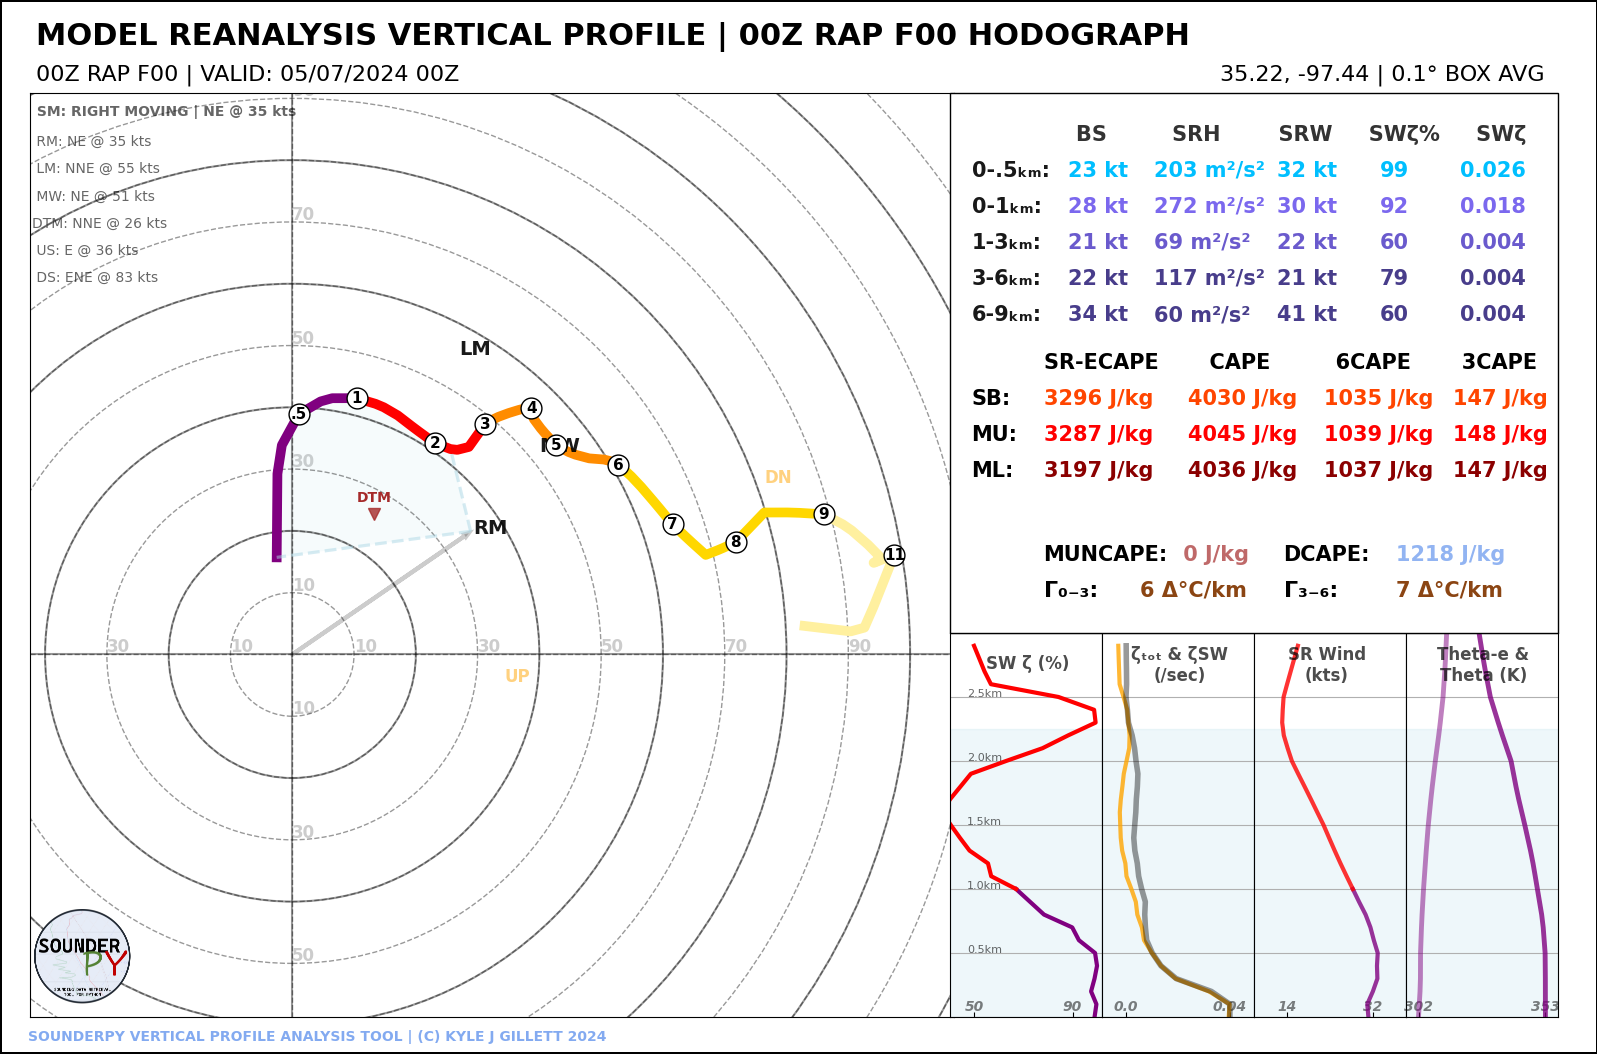 MODEL REANALYSIS VERTICAL PROFILE | 00Z RAP F00 HODOGRAPH
00Z RAP F00 | VALID: 05/07/2024 00Z
35.22, -97.44 | 0.1° BOX AVG
SM: RIGHT MOVING | NE @ 35 kts
RM: NE @ 35 kts
LM: NNE @ 55 kts
MW: NE @ 51 kts
DTM: NNE @ 26 kts
US: E @ 36 kts
DS: ENE @ 83 kts
70
50
30
10
30 10 10 30 50 70 90
10
30
50
LM
.5 1 2 3 4 5 6 7 8 9 11
DN
DTM
RM
UP
BS SRH SRW SWζ% SWζ
0-.5ₖₘ: 23 kt 203 m²/s² 32 kt 99 0.026
0-1ₖₘ: 28 kt 272 m²/s² 30 kt 92 0.018
1-3ₖₘ: 21 kt 69 m²/s² 22 kt 60 0.004
3-6ₖₘ: 22 kt 117 m²/s² 21 kt 79 0.004
6-9ₖₘ: 34 kt 60 m²/s² 41 kt 60 0.004
SR-ECAPE CAPE 6CAPE 3CAPE
SB: 3296 J/kg 4030 J/kg 1035 J/kg 147 J/kg
MU: 3287 J/kg 4045 J/kg 1039 J/kg 148 J/kg
ML: 3197 J/kg 4036 J/kg 1037 J/kg 147 J/kg
MUNCAPE: 0 J/kg DCAPE: 1218 J/kg
Γ₀₋₃: 6 Δ°C/km Γ₃₋₆: 7 Δ°C/km
SW ζ (%)
2.5km
2.0km
1.5km
1.0km
0.5km
50 90
ζₜₒₜ & ζSW
(/sec)
0.0 0.04
SR Wind
(kts)
14 32
Theta-e &
Theta (K)
302 353
SOUNDERPY
SOUNDING DATA RETRIEVAL
TOOL FOR PYTHON
SOUNDERPY VERTICAL PROFILE ANALYSIS TOOL | (C) KYLE J GILLETT 2024